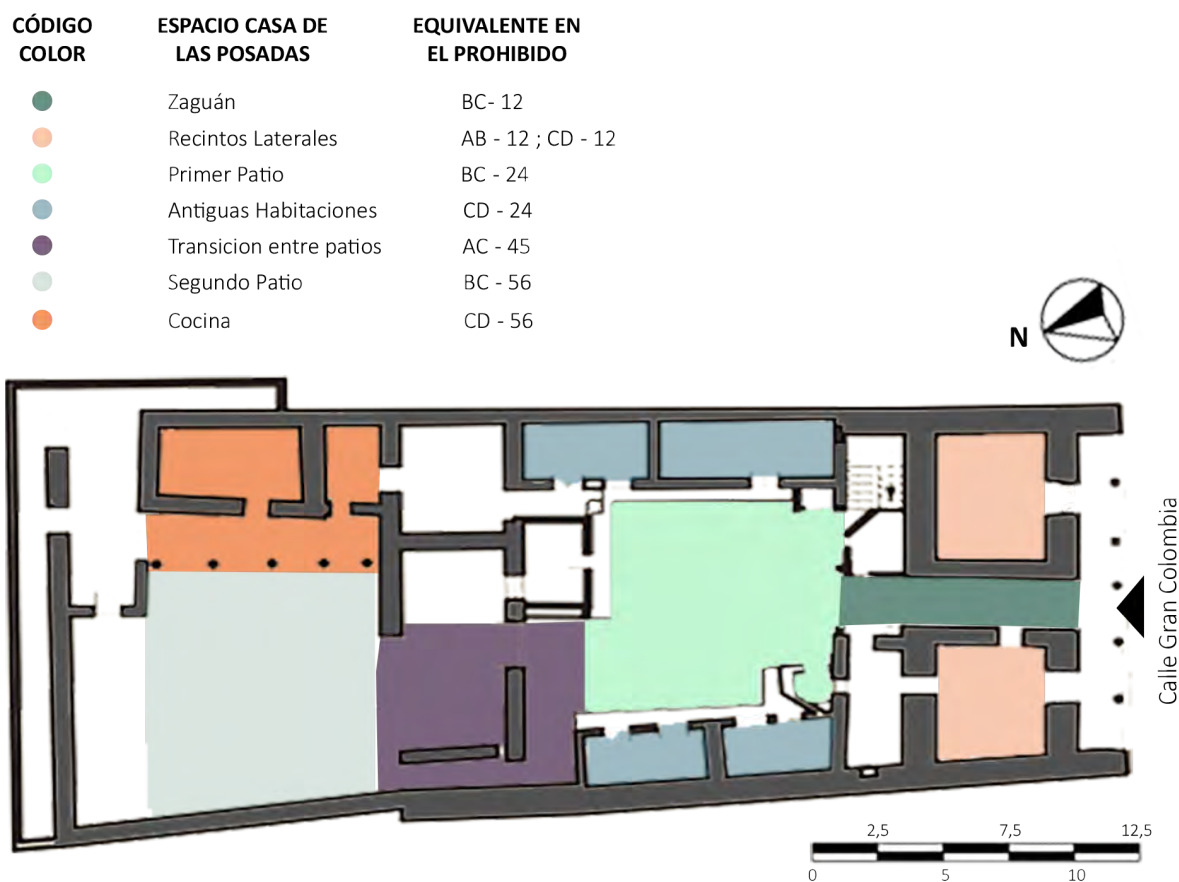 CÓDIGO COLOR
ESPACIO CASA DE LAS POSADAS
EQUIVALENTE EN EL PROHIBIDO
Zaguán BC- 12
Recintos Laterales AB - 12 ; CD - 12
Primer Patio BC - 24
Antiguas Habitaciones CD - 24
Transicion entre patios AC - 45
Segundo Patio BC - 56
Cocina CD - 56
N
Calle Gran Colombia
2,5 7,5 12,5
0 5 10